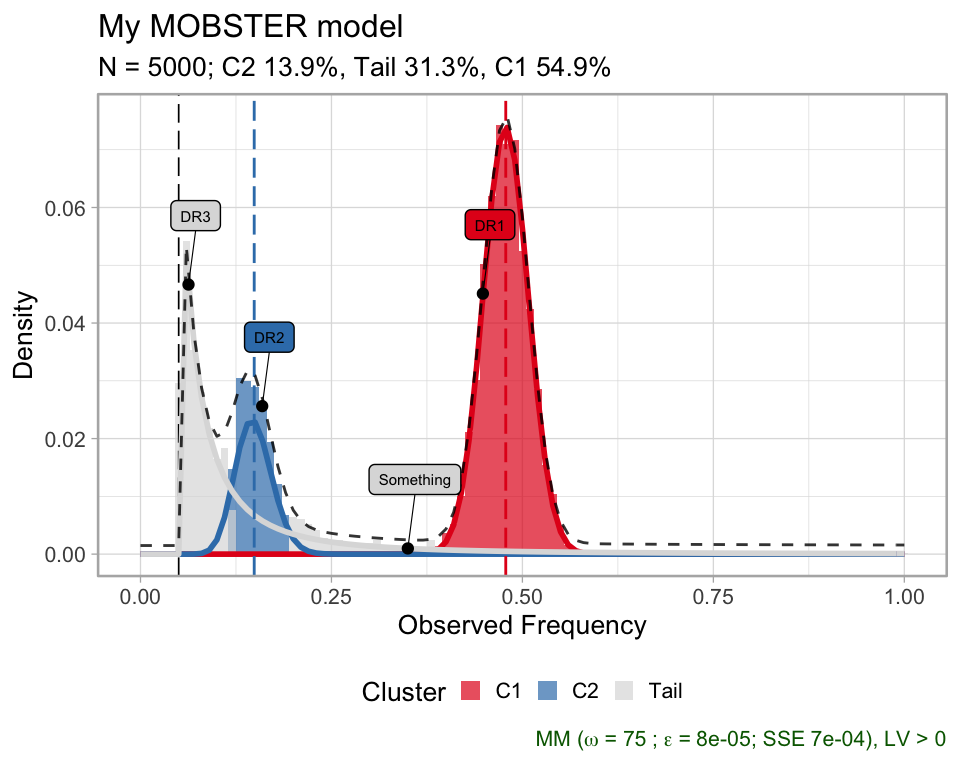 My MOBSTER model
N = 5000; C2 13.9%, Tail 31.3%, C1 54.9%
Density
0.06
0.04
0.02
0.00
DR3
DR1
DR2
Something
0.00 0.25 0.50 0.75 1.00
Observed Frequency
Cluster C1 C2 Tail
MM (ω = 75 ; ε = 8e-05; SSE 7e-04), LV > 0